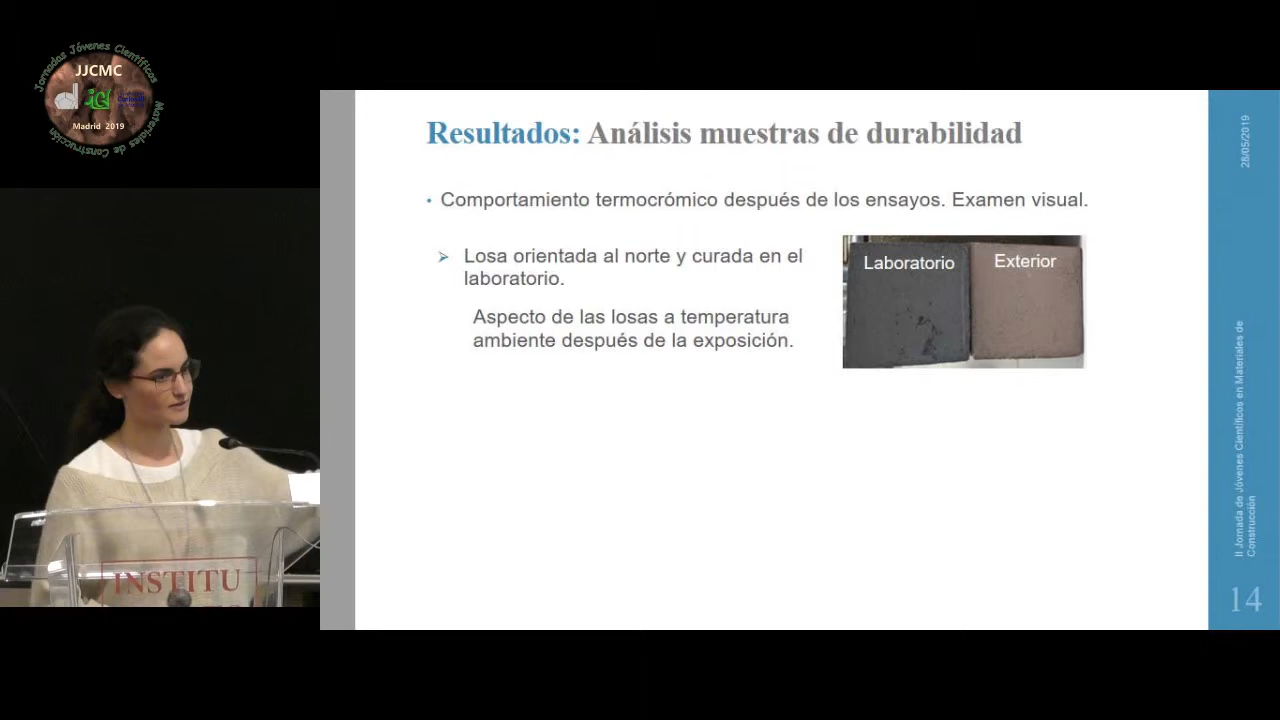 Jornadas Jóvenes Científicos
JJCMC
Madrid 2019
Materiales de Construcción
Resultados: Análisis muestras de durabilidad
• Comportamiento termocrómico después de los ensayos. Examen visual.
Losa orientada al norte y curada en el
laboratorio.
Aspecto de las losas a temperatura
ambiente después de la exposición.
Laboratorio
Exterior
28/05/2019
II Jornada de Jóvenes Científicos en Materiales de
Construcción
14
INSTITU